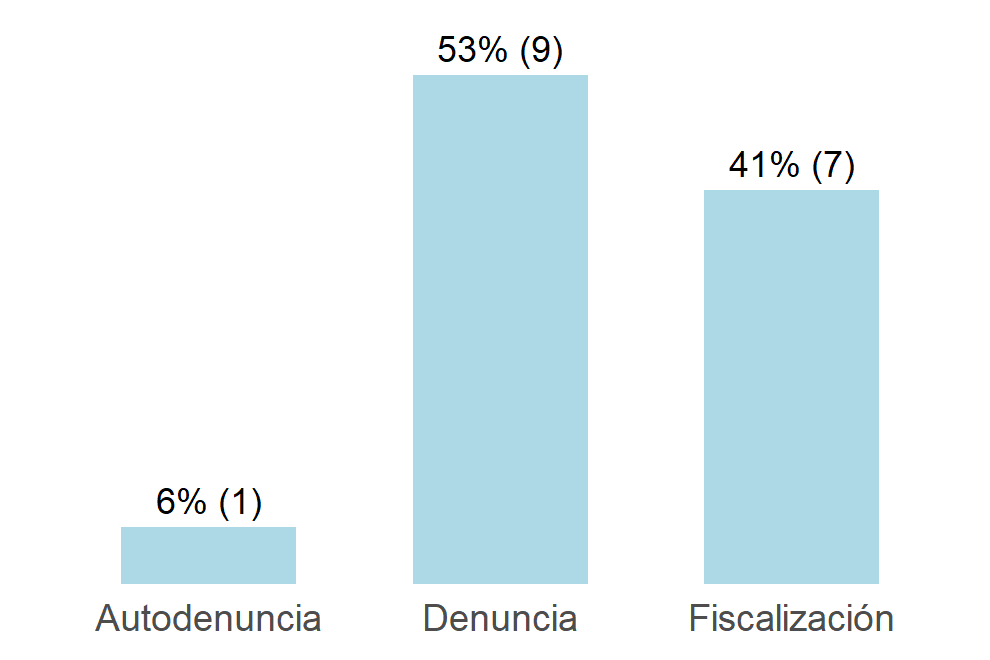 53% (9)
41% (7)
6% (1)
Autodenuncia Denuncia Fiscalización